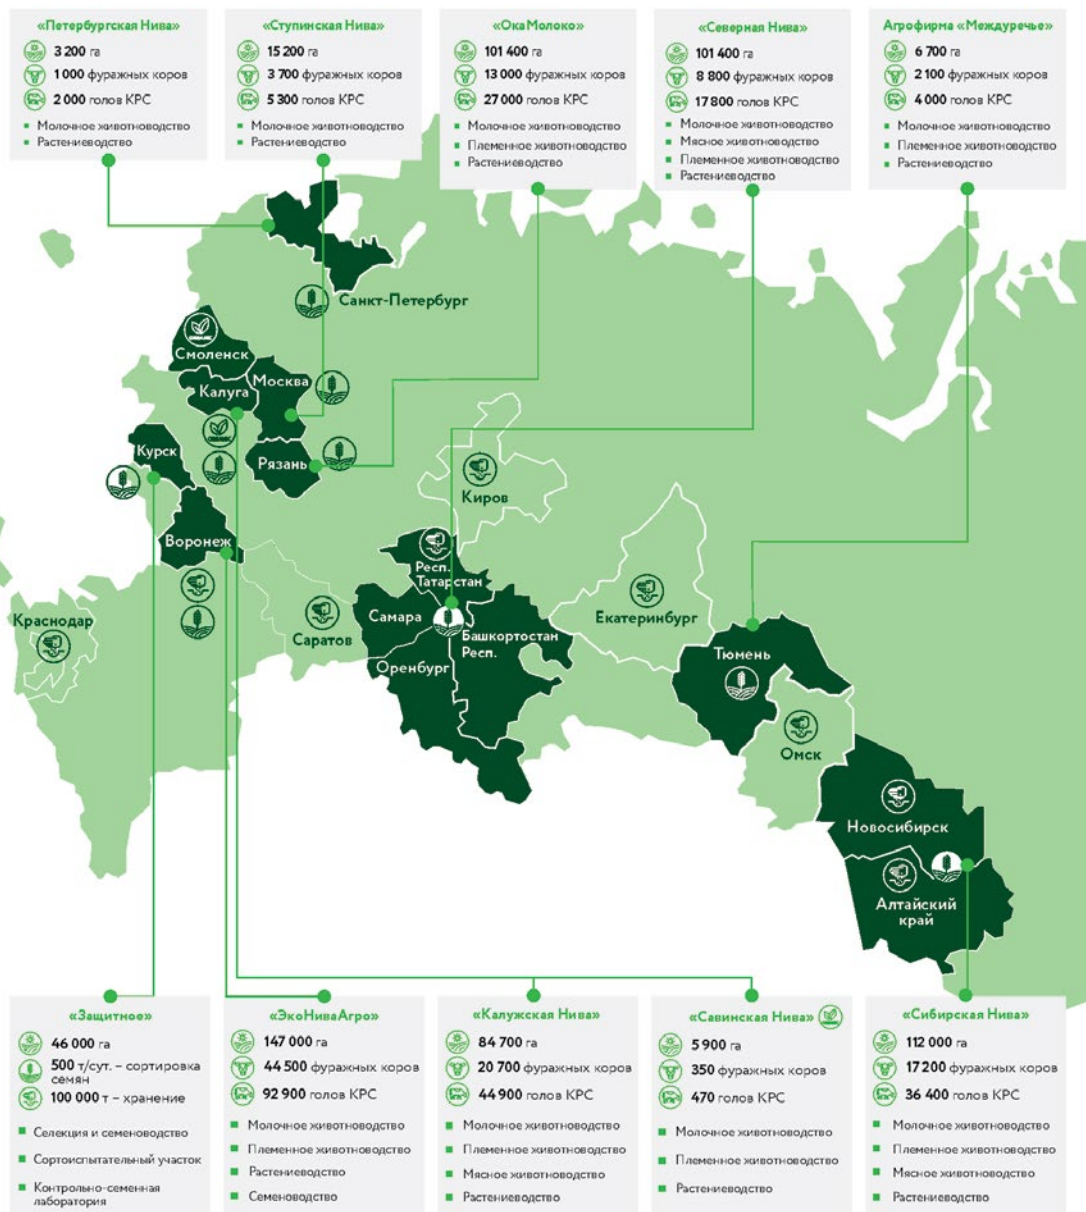 «Петербургская Нива»
3 200 га
1 000 фуражных коров
2 000 голов КРС
Молочное животноводство
Растениеводство
«Ступинская Нива»
15 200 га
3 700 фуражных коров
5 300 голов КРС
Молочное животноводство
Растениеводство
«ОкаМолоко»
101 400 га
13 000 фуражных коров
27 000 голов КРС
Молочное животноводство
Племенное животноводство
Растениеводство
«Северная Нива»
101 400 га
8 800 фуражных коров
17 800 голов КРС
Молочное животноводство
Мясное животноводство
Племенное животноводство
Растениеводство
Агрофирма «Междуречье»
6 700 га
2 100 фуражных коров
4 000 голов КРС
Молочное животноводство
Племенное животноводство
Растениеводство
Санкт-Петербург
Смоленск
Калуга
Москва
Курск
Рязань
Киров
Воронеж
Респ.
Татарстан
Краснодар
Саратов
Самара
Башкортостан
Респ.
Екатеринбург
Оренбург
Тюмень
Омск
Новосибирск
Алтайский
край
«Защитное»
46 000 га
500 т/сут. – сортировка
семян
100 000 т – хранение
Селекция и семеноводство
Сортоиспытательный участок
Контрольно-семенная
лаборатория
«ЭкоНиваАгро»
147 000 га
44 500 фуражных коров
92 900 голов КРС
Молочное животноводство
Племенное животноводство
Растениеводство
Семеноводство
«Калужская Нива»
84 700 га
20 700 фуражных коров
44 900 голов КРС
Молочное животноводство
Племенное животноводство
Мясное животноводство
Растениеводство
«Савинская Нива»
5 900 га
350 фуражных коров
470 голов КРС
Молочное животноводство
Племенное животноводство
Растениеводство
«Сибирская Нива»
112 000 га
17 200 фуражных коров
36 400 голов КРС
Молочное животноводство
Племенное животноводство
Мясное животноводство
Растениеводство